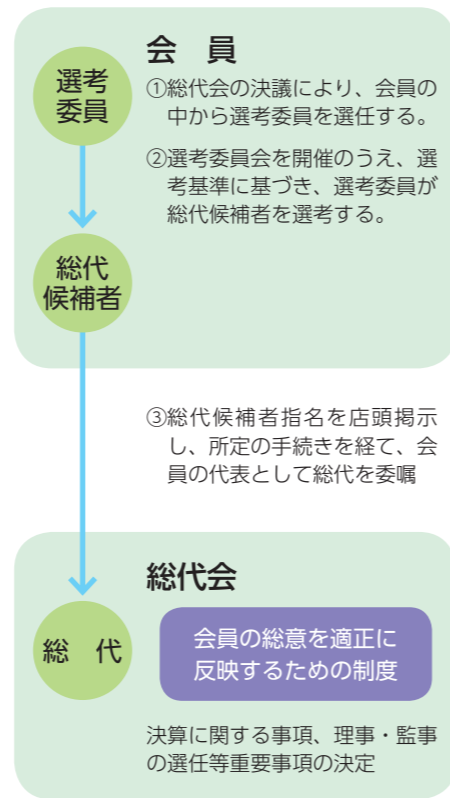 会　員
選考
委員
①総代会の決議により、会員の
中から選考委員を選任する。
②選考委員会を開催のうえ、選
考基準に基づき、選考委員が
総代候補者を選考する。
総代
候補者
③総代候補者指名を店頭掲示
し、所定の手続きを経て、会
員の代表として総代を委嘱
総代会
総　代
会員の総意を適正に
反映するための制度
決算に関する事項、理事・監事
の選任等重要事項の決定